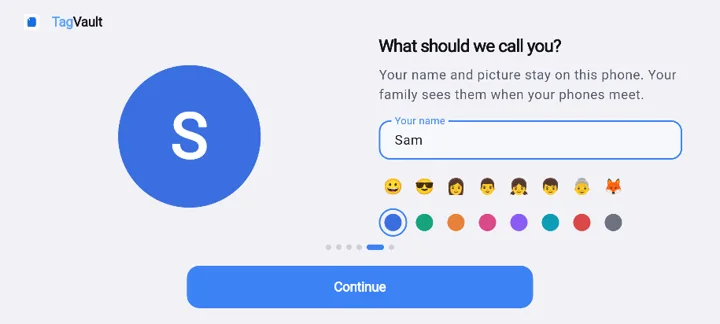 TagVault
S
What should we call you?
Your name and picture stay on this phone. Your
family sees them when your phones meet.
Your name
Sam
Continue